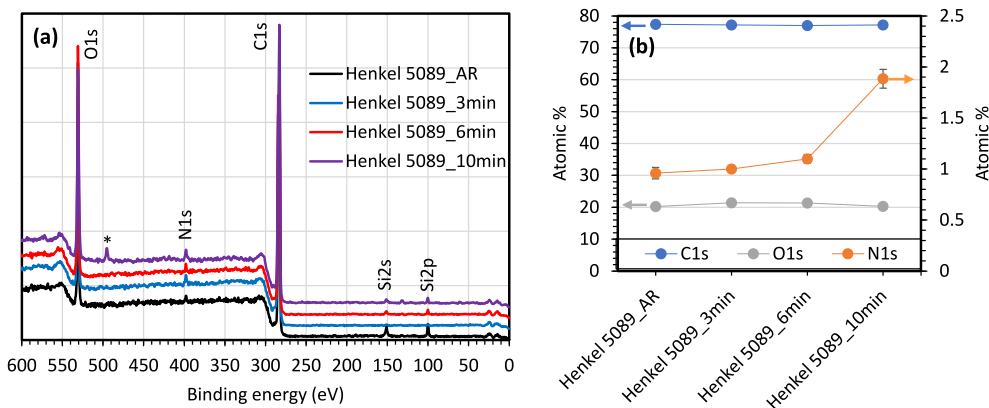 (a)
O1s
C1s
Henkel 5089_AR
Henkel 5089_3min
Henkel 5089_6min
Henkel 5089_10min
*
N1s
Si2s
Si2p
600 550 500 450 400 350 300 250 200 150 100 50 0
Binding energy (eV)
(b)
Atomic %
80
70
60
50
40
30
20
10
0
2.5
2
1.5
1
0.5
0
Atomic %
C1s O1s N1s
Henkel 5089_AR
Henkel 5089_3min
Henkel 5089_6min
Henkel 5089_10min